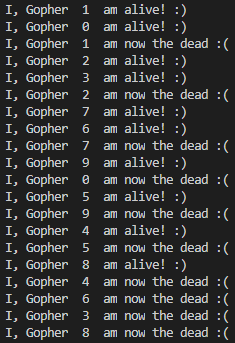 I, Gopher  1  am alive! :)
I, Gopher  0  am alive! :)
I, Gopher  1  am now the dead :(
I, Gopher  2  am alive! :)
I, Gopher  3  am alive! :)
I, Gopher  2  am now the dead :(
I, Gopher  7  am alive! :)
I, Gopher  6  am alive! :)
I, Gopher  7  am now the dead :(
I, Gopher  9  am alive! :)
I, Gopher  0  am now the dead :(
I, Gopher  5  am alive! :)
I, Gopher  9  am now the dead :(
I, Gopher  4  am alive! :)
I, Gopher  5  am now the dead :(
I, Gopher  8  am alive! :)
I, Gopher  4  am now the dead :(
I, Gopher  6  am now the dead :(
I, Gopher  3  am now the dead :(
I, Gopher  8  am now the dead :(